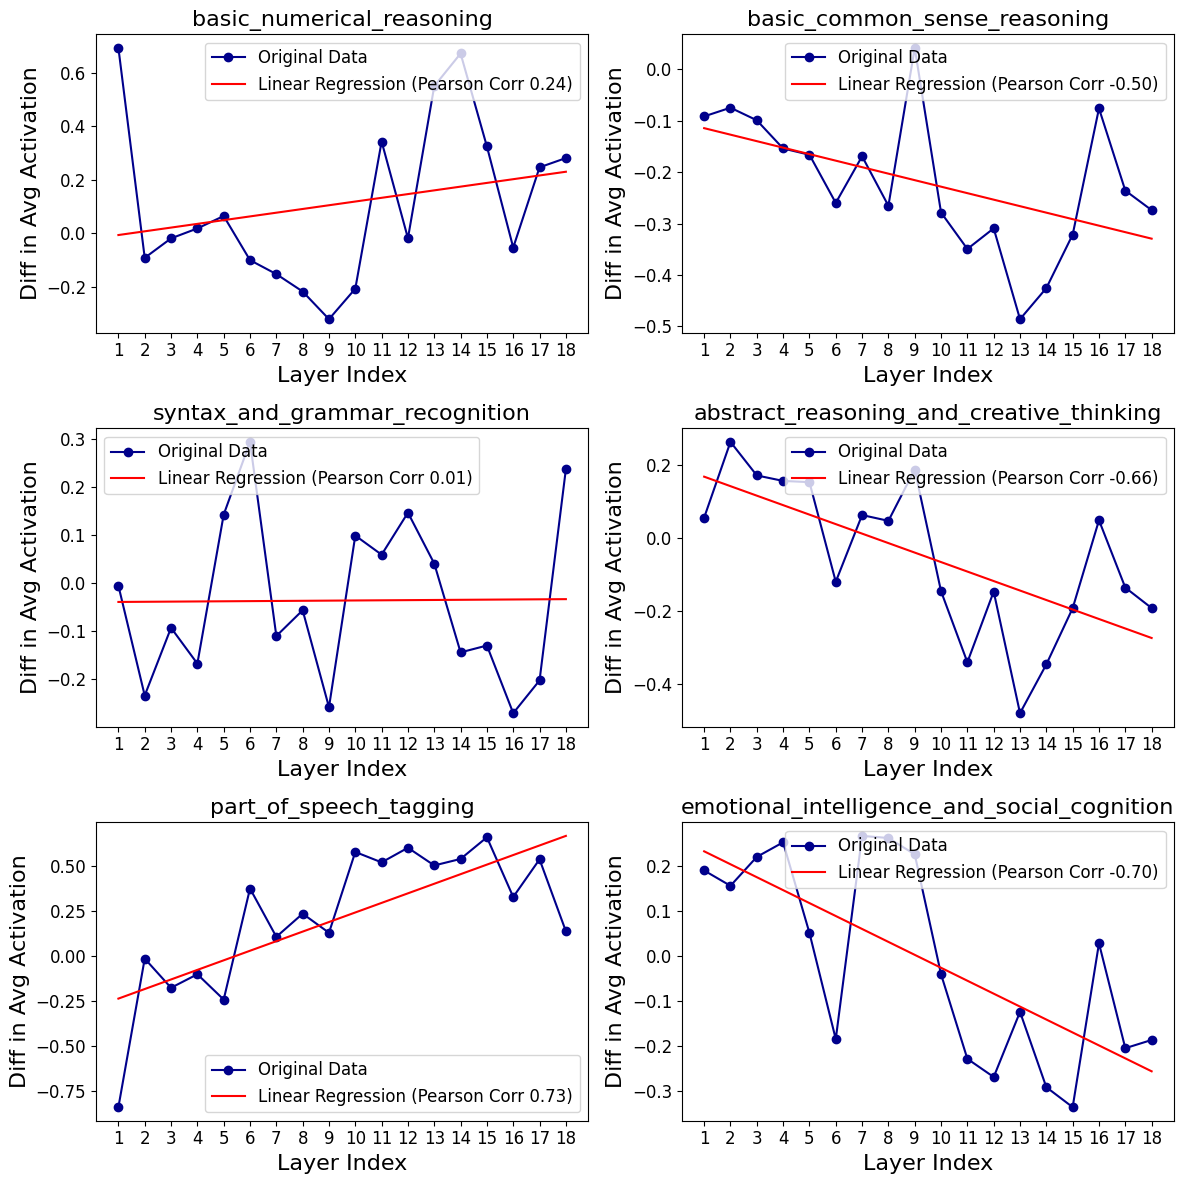 basic_numerical_reasoning
Original Data
Linear Regression (Pearson Corr 0.24)
Diff in Avg Activation
0.6
0.4
0.2
0.0
−0.2
1 2 3 4 5 6 7 8 9 10 11 12 13 14 15 16 17 18
Layer Index
basic_common_sense_reasoning
Original Data
Linear Regression (Pearson Corr -0.50)
Diff in Avg Activation
0.0
−0.1
−0.2
−0.3
−0.4
−0.5
1 2 3 4 5 6 7 8 9 10 11 12 13 14 15 16 17 18
Layer Index
syntax_and_grammar_recognition
Original Data
Linear Regression (Pearson Corr 0.01)
Diff in Avg Activation
0.3
0.2
0.1
0.0
−0.1
−0.2
1 2 3 4 5 6 7 8 9 10 11 12 13 14 15 16 17 18
Layer Index
abstract_reasoning_and_creative_thinking
Original Data
Linear Regression (Pearson Corr -0.66)
Diff in Avg Activation
0.2
0.0
−0.2
−0.4
1 2 3 4 5 6 7 8 9 10 11 12 13 14 15 16 17 18
Layer Index
part_of_speech_tagging
Original Data
Linear Regression (Pearson Corr 0.73)
Diff in Avg Activation
0.50
0.25
0.00
−0.25
−0.50
−0.75
1 2 3 4 5 6 7 8 9 10 11 12 13 14 15 16 17 18
Layer Index
emotional_intelligence_and_social_cognition
Original Data
Linear Regression (Pearson Corr -0.70)
Diff in Avg Activation
0.2
0.1
0.0
−0.1
−0.2
−0.3
1 2 3 4 5 6 7 8 9 10 11 12 13 14 15 16 17 18
Layer Index